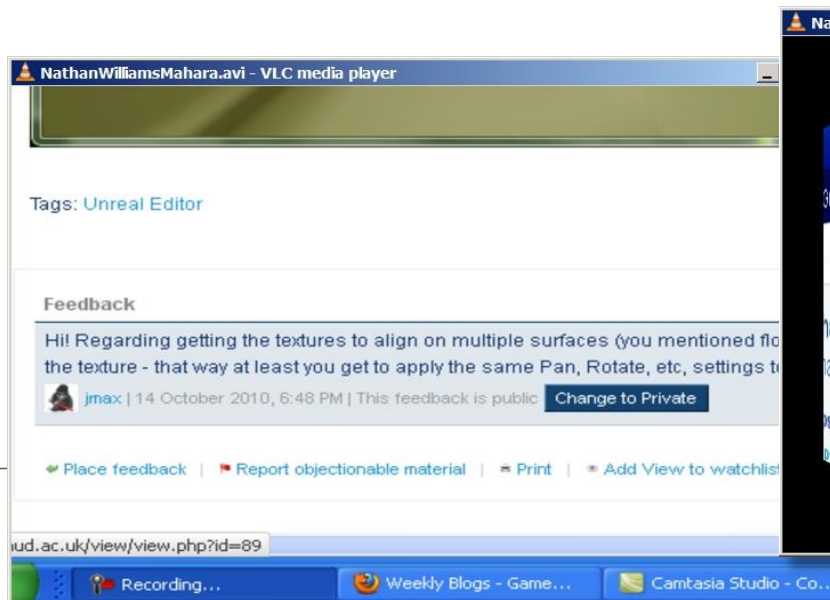 Na
NathanWilliamsMahara.avi - VLC media player
Tags: Unreal Editor
Feedback
Hi! Regarding getting the textures to align on multiple surfaces (you mentioned flo
the texture - that way at least you get to apply the same Pan, Rotate, etc, settings t
jmax | 14 October 2010, 6:48 PM | This feedback is public Change to Private
Place feedback | Report objectionable material | Print | Add View to watchlist
ud.ac.uk/view/view.php?id=89
Recording... Weekly Blogs - Game... Camtasia Studio - Co...